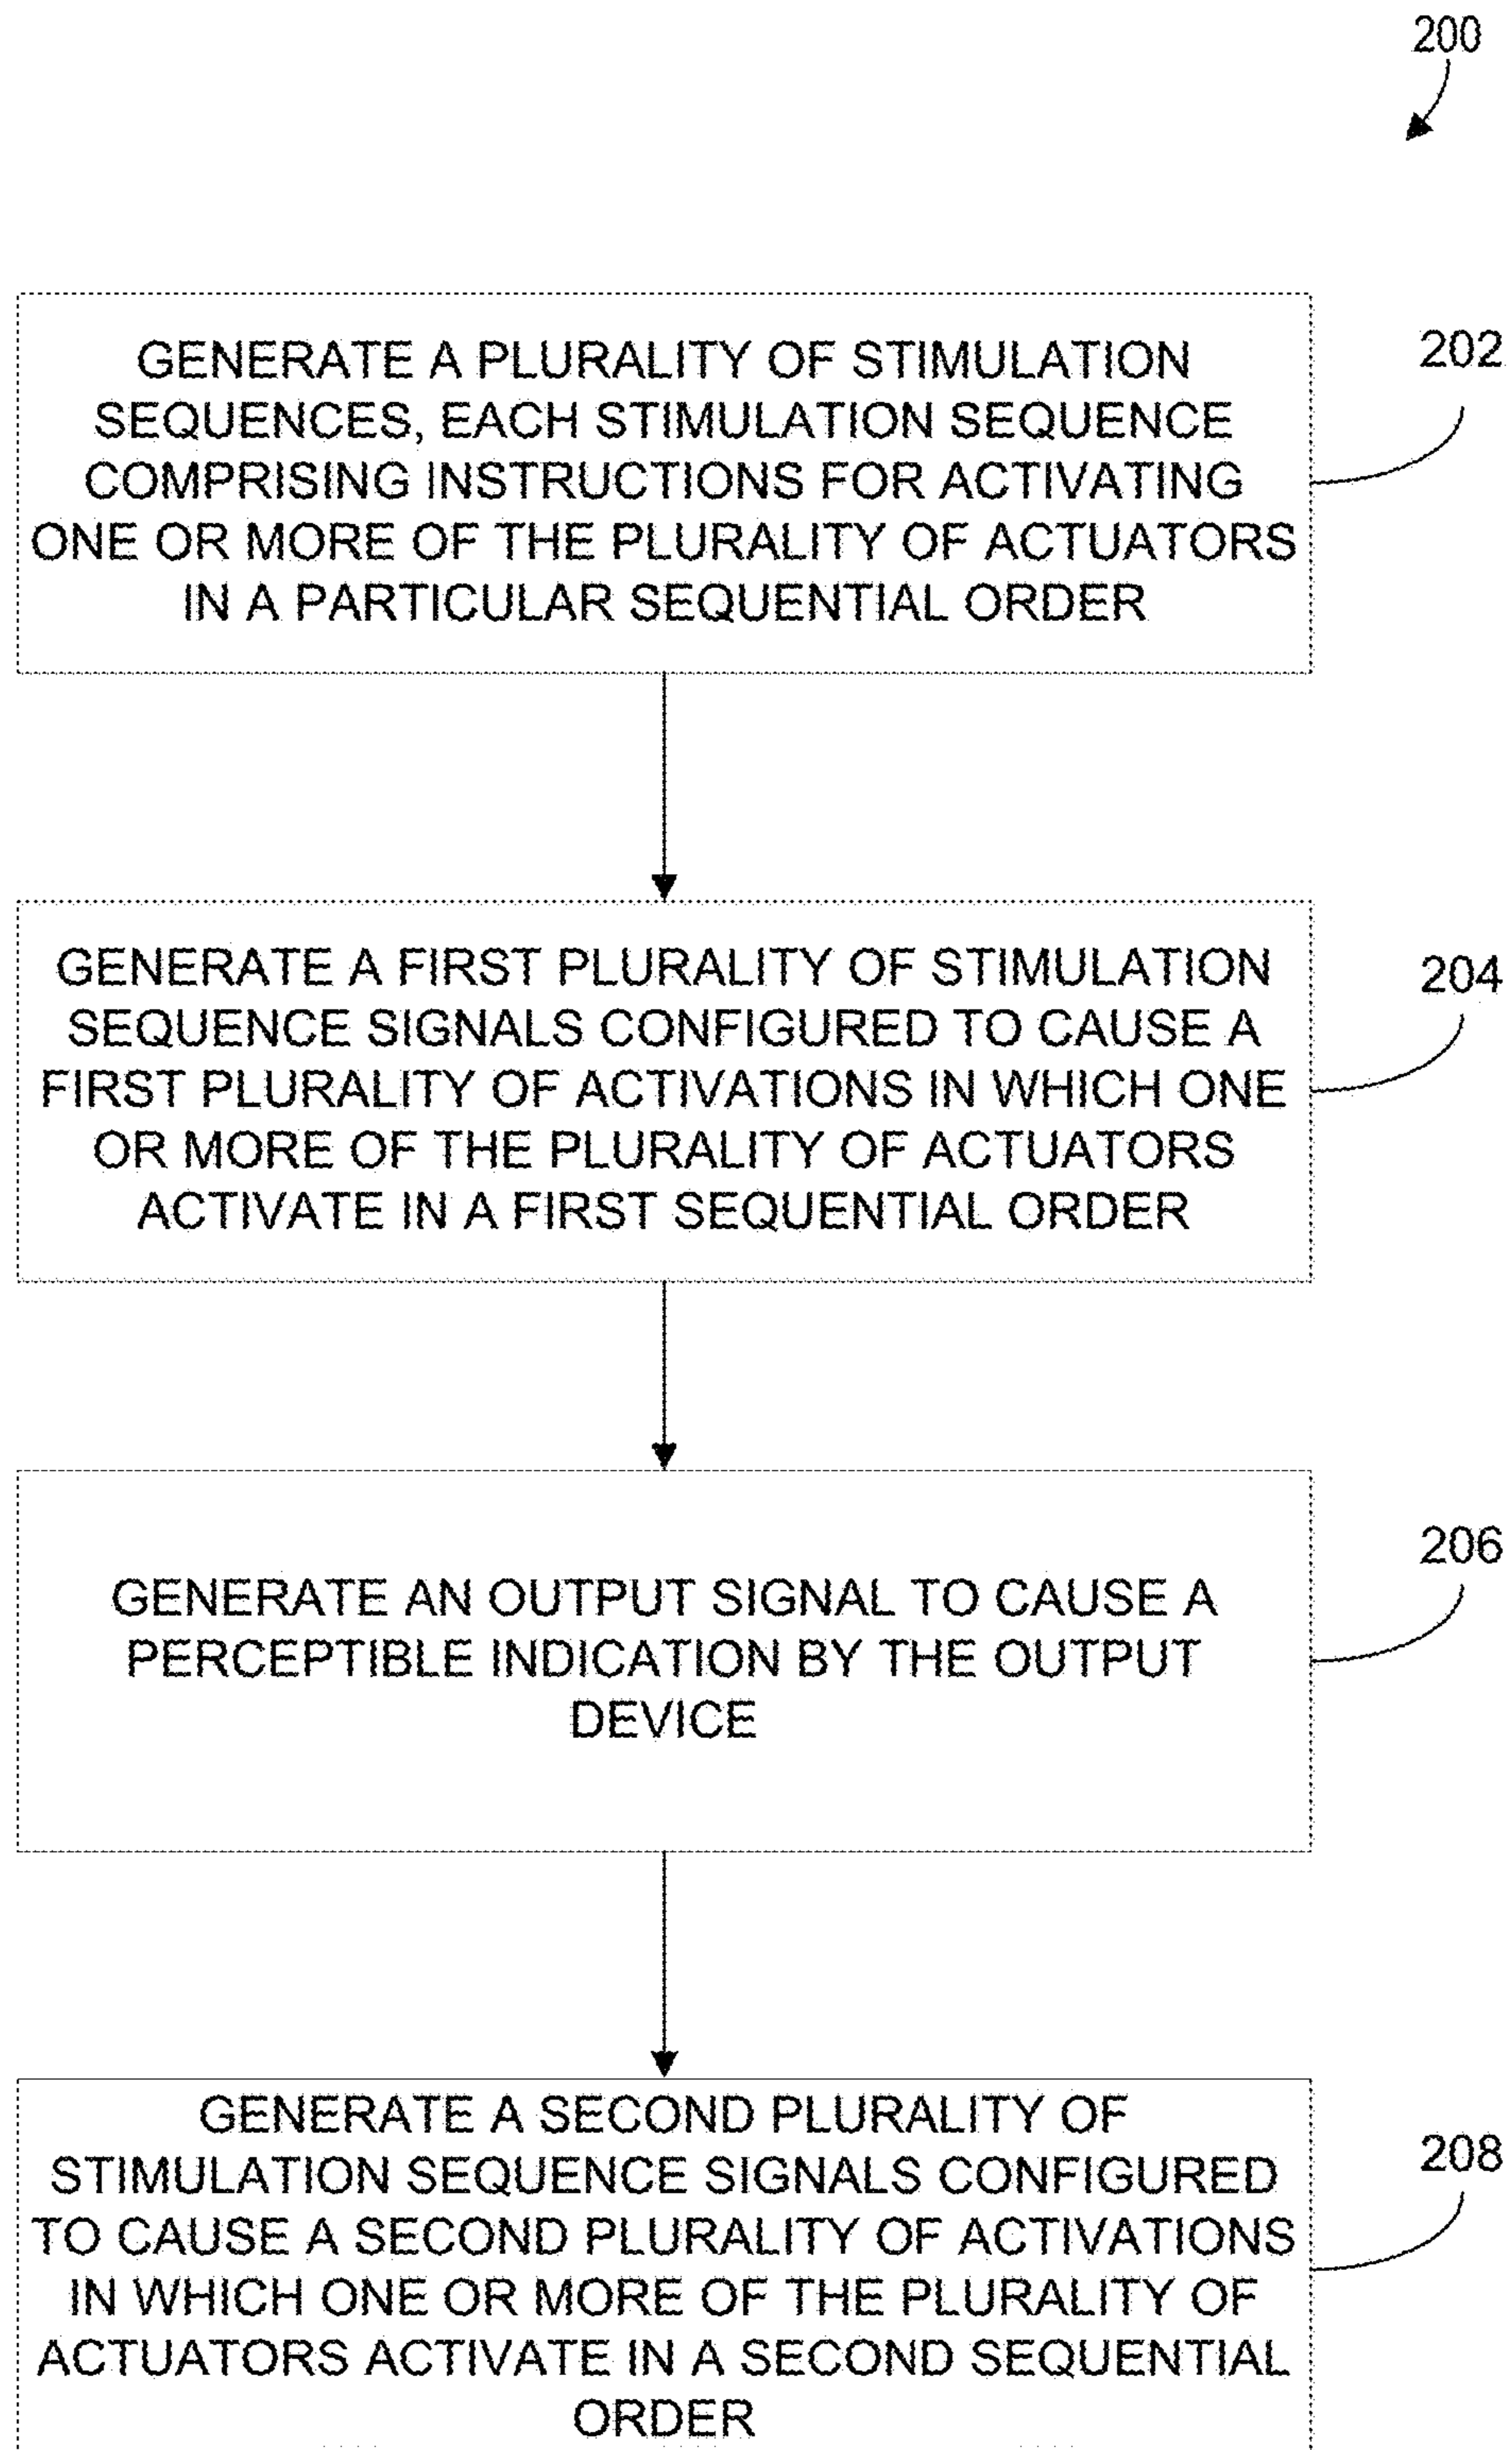 200
GENERATE A PLURALITY OF STIMULATION
SEQUENCES, EACH STIMULATION SEQUENCE
COMPRISING INSTRUCTIONS FOR ACTIVATING
ONE OR MORE OF THE PLURALITY OF ACTUATORS
IN A PARTICULAR SEQUENTIAL ORDER
202
GENERATE A FIRST PLURALITY OF STIMULATION
SEQUENCE SIGNALS CONFIGURED TO CAUSE A
FIRST PLURALITY OF ACTIVATIONS IN WHICH ONE
OR MORE OF THE PLURALITY OF ACTUATORS
ACTIVATE IN A FIRST SEQUENTIAL ORDER
204
GENERATE AN OUTPUT SIGNAL TO CAUSE A
PERCEPTIBLE INDICATION BY THE OUTPUT
DEVICE
206
GENERATE A SECOND PLURALITY OF
STIMULATION SEQUENCE SIGNALS CONFIGURED
TO CAUSE A SECOND PLURALITY OF ACTIVATIONS
IN WHICH ONE OR MORE OF THE PLURALITY OF
ACTUATORS ACTIVATE IN A SECOND SEQUENTIAL
ORDER
208